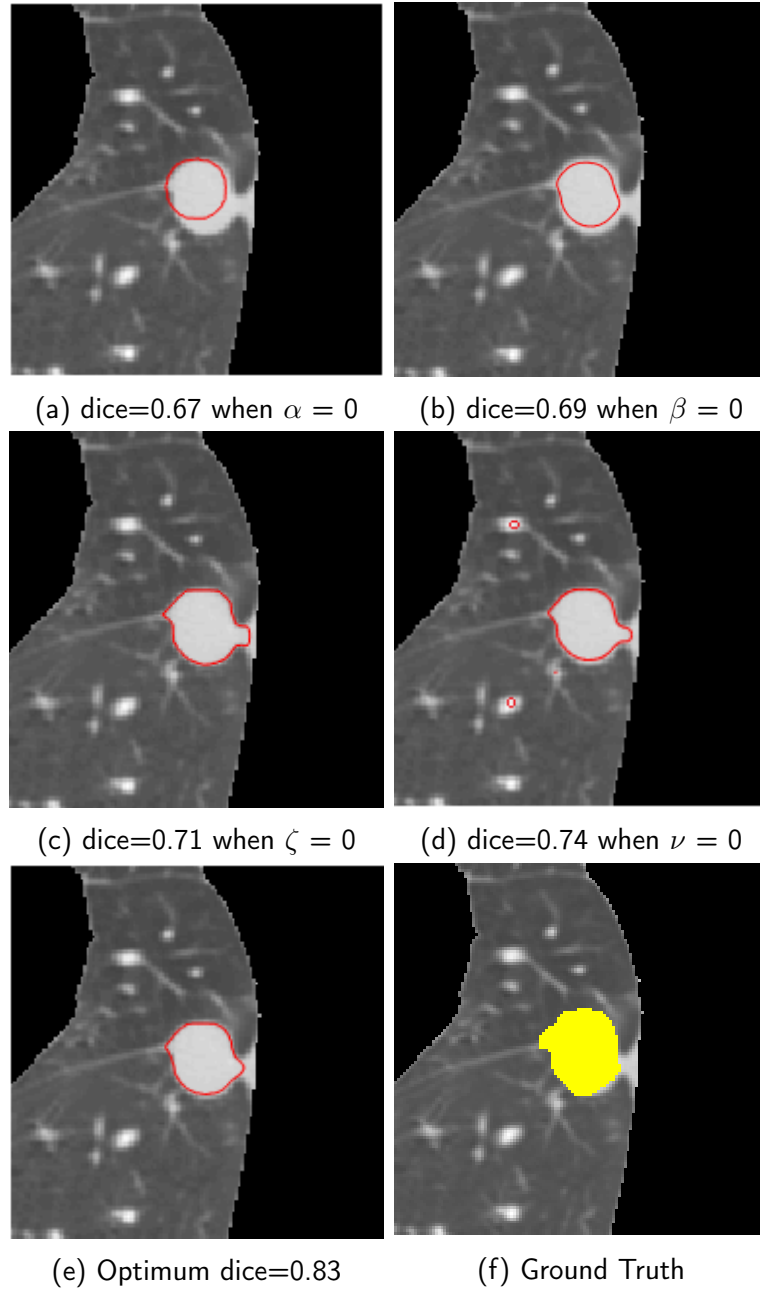 (a) dice=0.67 when α = 0
(b) dice=0.69 when β = 0
(c) dice=0.71 when ζ = 0
(d) dice=0.74 when ν = 0
(e) Optimum dice=0.83
(f) Ground Truth